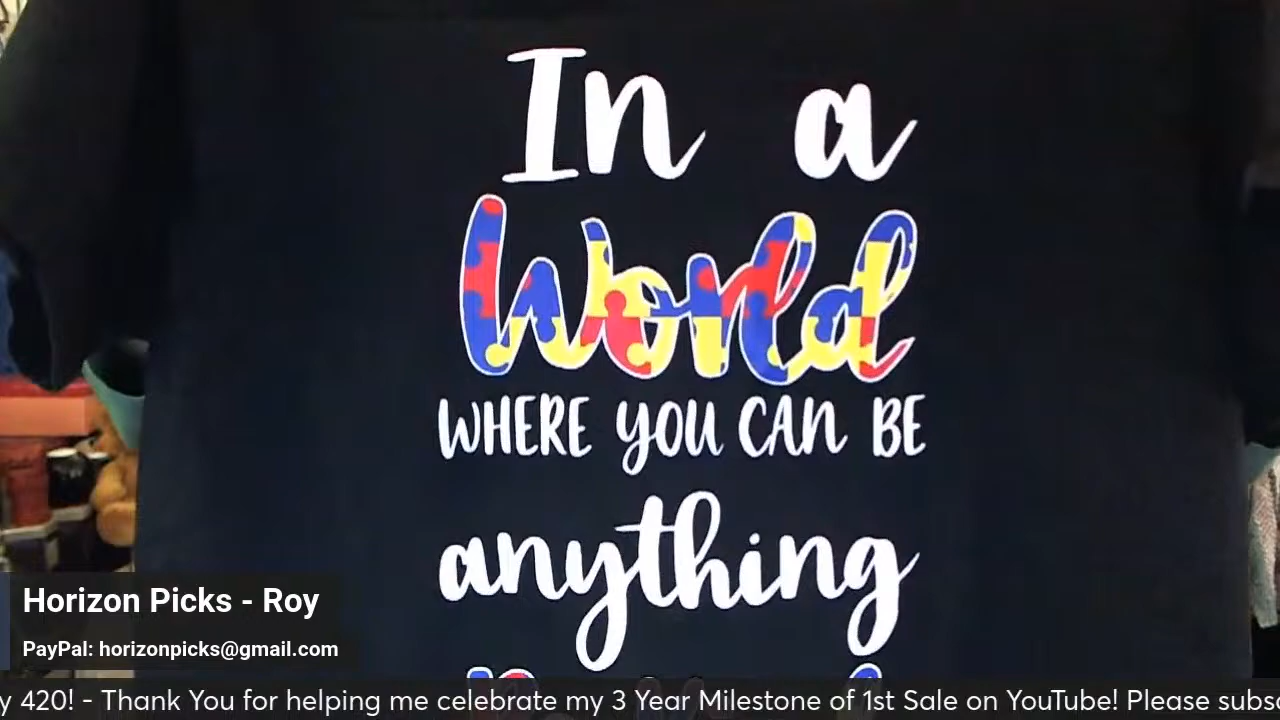 In a
World
WHERE YOU CAN BE
anything
Horizon Picks - Roy
PayPal: horizonpicks@gmail.com
y 420! - Thank You for helping me celebrate my 3 Year Milestone of 1st Sale on YouTube! Please subs